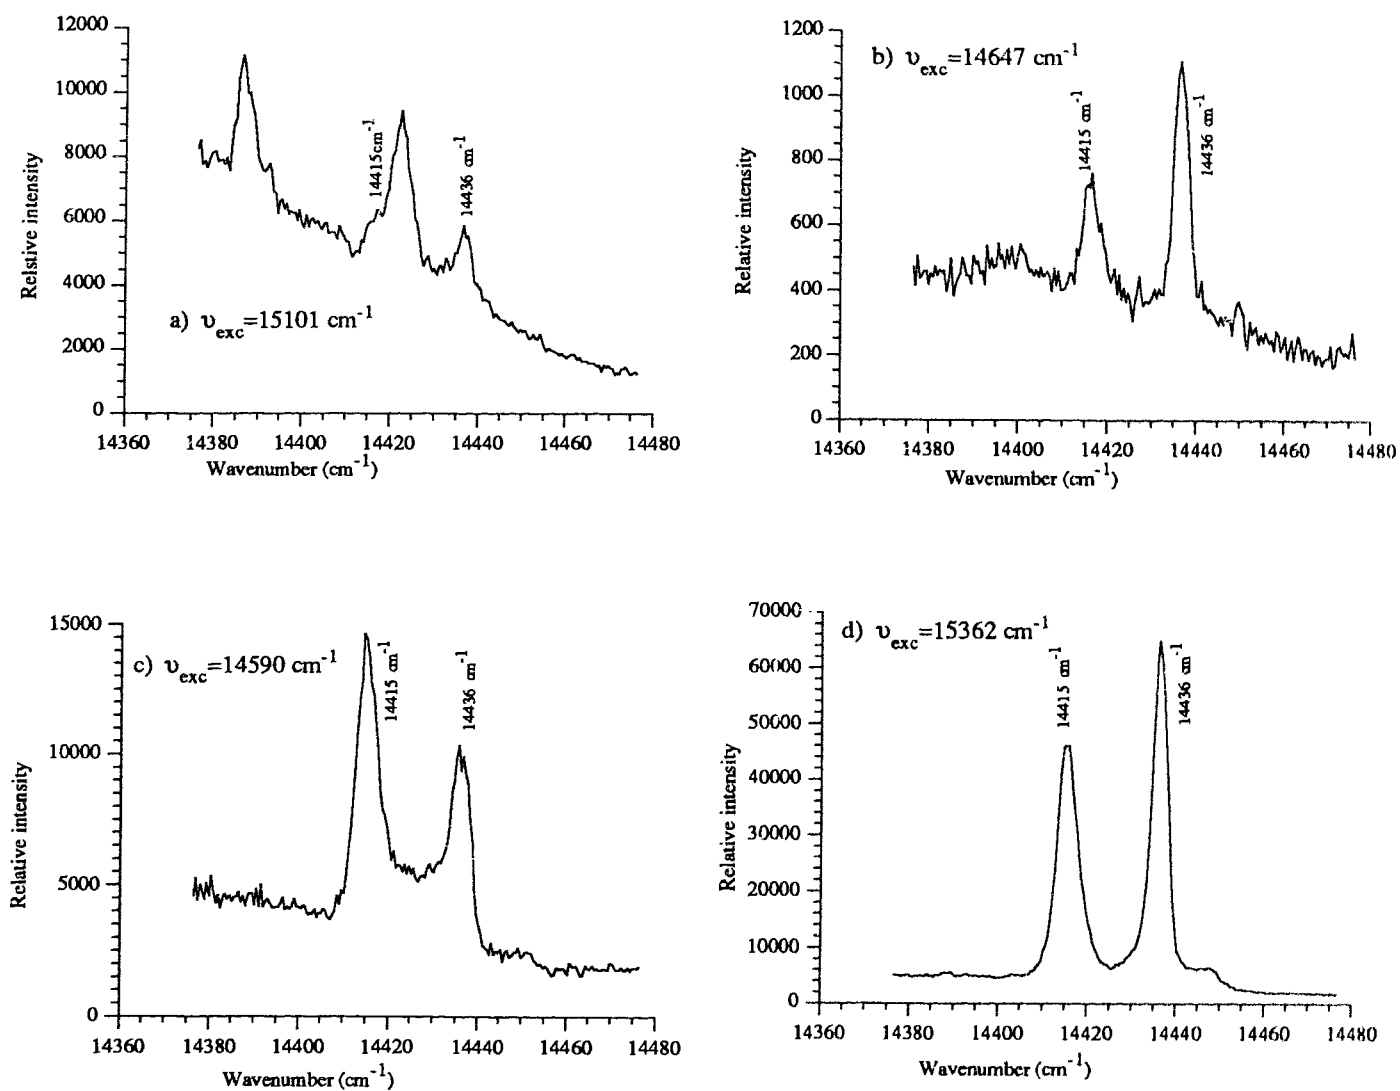 12000
10000
8000
6000
4000
2000
0
Relstive intensity
14415cm⁻¹
14436 cm⁻¹
a) υexc=15101 cm⁻¹
14360 14380 14400 14420 14440 14460 14480
Wavenumber (cm⁻¹)
1200
1000
800
600
400
200
0
Relative intensity
b) υexc=14647 cm⁻¹
14415 cm⁻¹
14436 cm⁻¹
14360 14380 14400 14420 14440 14460 14480
Wavenumber (cm⁻¹)
15000
10000
5000
0
Relative intensity
c) υexc=14590 cm⁻¹
14415 cm⁻¹
14436 cm⁻¹
14360 14380 14400 14420 14440 14460 14480
Wavenumber (cm⁻¹)
70000
60000
50000
40000
30000
20000
10000
0
Relative intensity
d) υexc=15362 cm⁻¹
14415 cm⁻¹
14436 cm⁻¹
14360 14380 14400 14420 14440 14460 14480
Wavenumber (cm⁻¹)